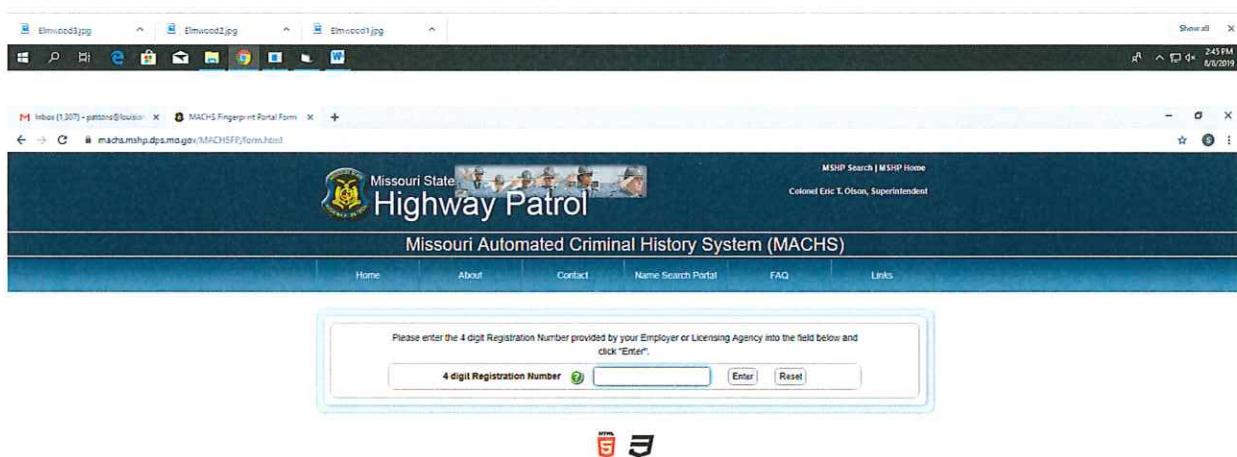 Elmwood3.jpg Elmwood2.jpg Elmwood1.jpg Show all
2:45 PM
8/8/2019
MACHS Fingerprint Portal Form
machs.mshp.dps.mo.gov/MACHSFP/form.html
MSHP Search | MSHP Home
Missouri State
Highway Patrol
Colonel Eric T. Olson, Superintendent
Missouri Automated Criminal History System (MACHS)
Home About Contact Name Search Portal FAQ Links
Please enter the 4 digit Registration Number provided by your Employer or Licensing Agency into the field below and
click "Enter".
4 digit Registration Number Enter Reset
HTML
5 3